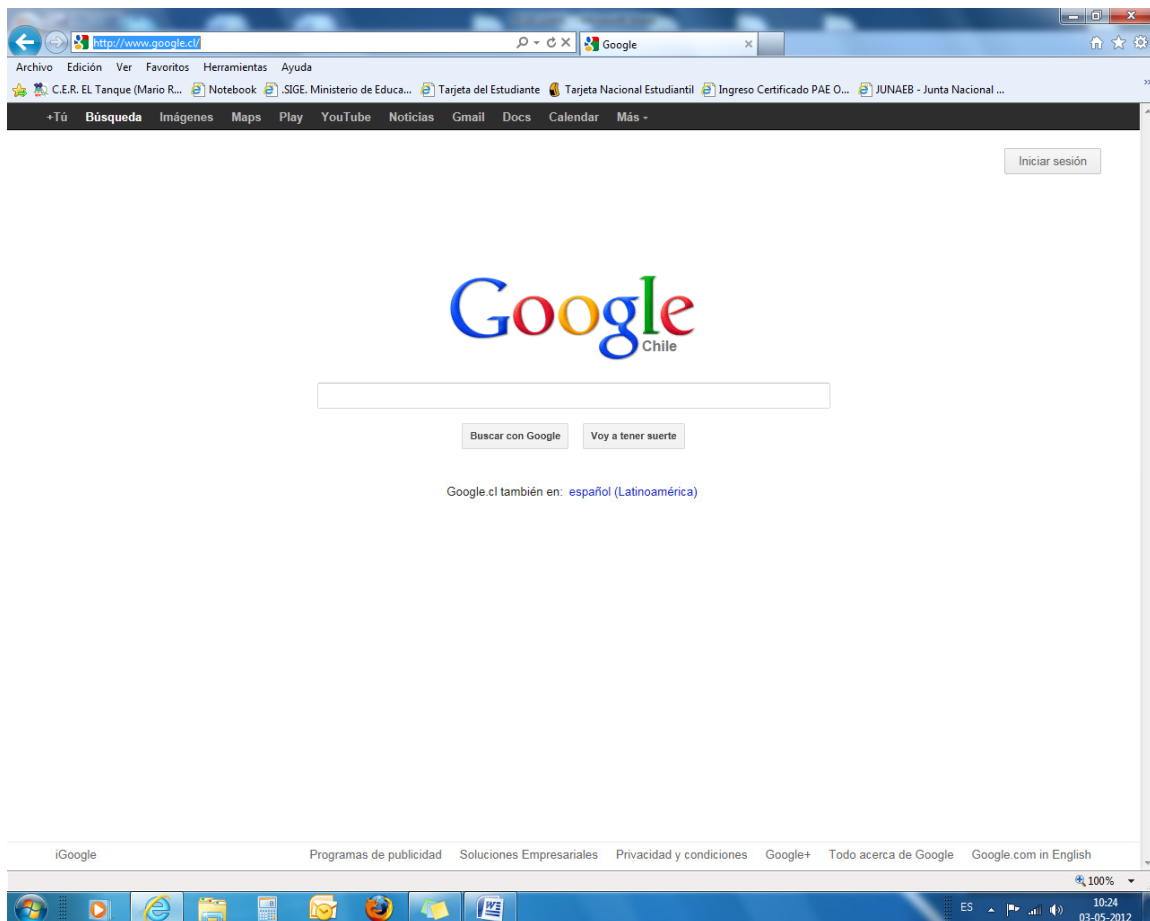 http://www.google.cl/
Google
Archivo Edición Ver Favoritos Herramientas Ayuda
C.E.R. EL Tanque (Mario R... Notebook .SIGE. Ministerio de Educa... Tarjeta del Estudiante Tarjeta Nacional Estudiantil Ingreso Certificado PAE O... JUNAEB - Junta Nacional ...
+Tú Búsqueda Imágenes Maps Play YouTube Noticias Gmail Docs Calendar Más
Iniciar sesión
Google
Chile
Buscar con Google Voy a tener suerte
Google.cl también en: español (Latinoamérica)
iGoogle Programas de publicidad Soluciones Empresariales Privacidad y condiciones Google+ Todo acerca de Google Google.com in English
100%
ES 10:24
03-05-2012